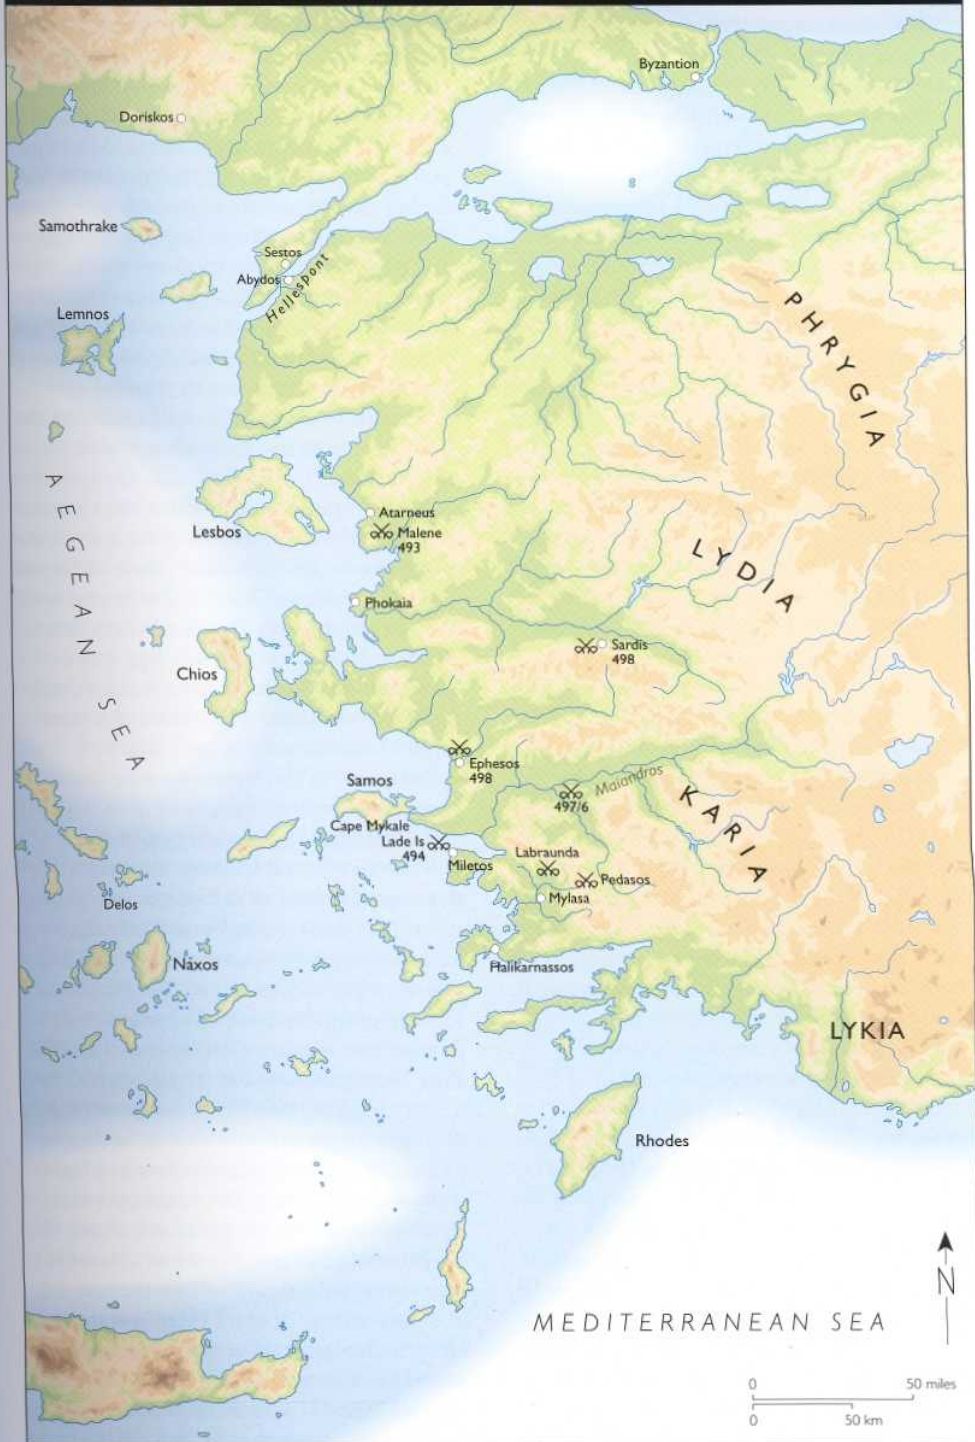 Byzantion
Doriskos
Samothrake
Sestos
Abydos
Hellespont
Lemnos
PHRYGIA
AEGEAN SEA
Lesbos
Atarneus
Malene
493
LYDIA
Phokaia
Sardis
498
Chios
Ephesos
498
Samos
Maiandros
497/6
KARIA
Cape Mykale
Lade Is
494
Miletos
Labraunda
Pedasos
Mylasa
Delos
Naxos
Halikarnassos
LYKIA
Rhodes
N
MEDITERRANEAN SEA
0 50 miles
0 50 km